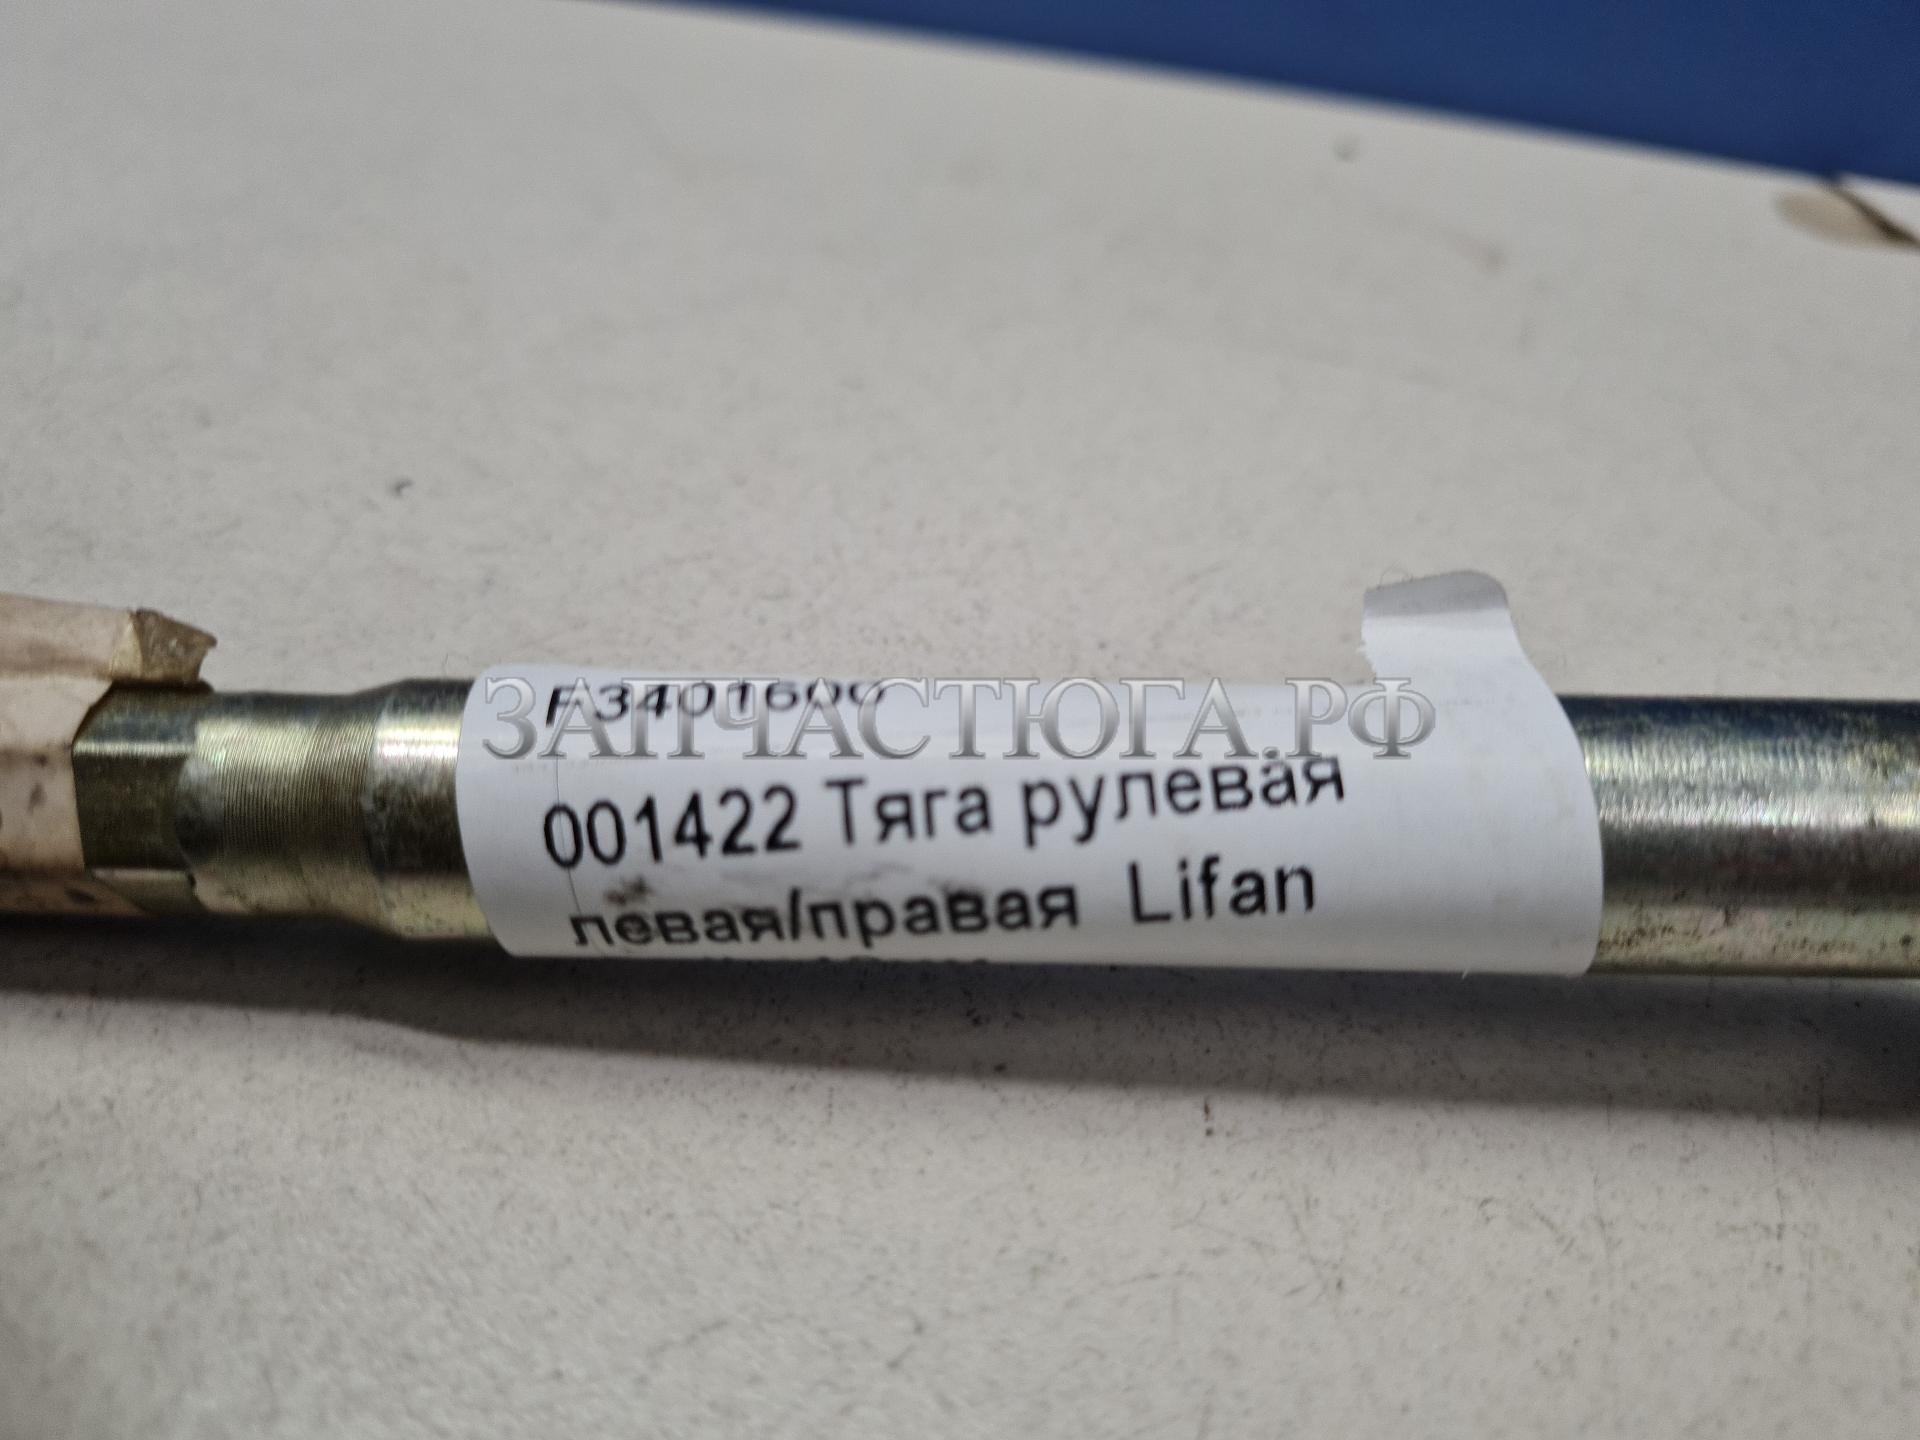 F3401600
ЗАПЧАСТЮГА.РФ
001422 Тяга рулевая
левая/правая Lifan